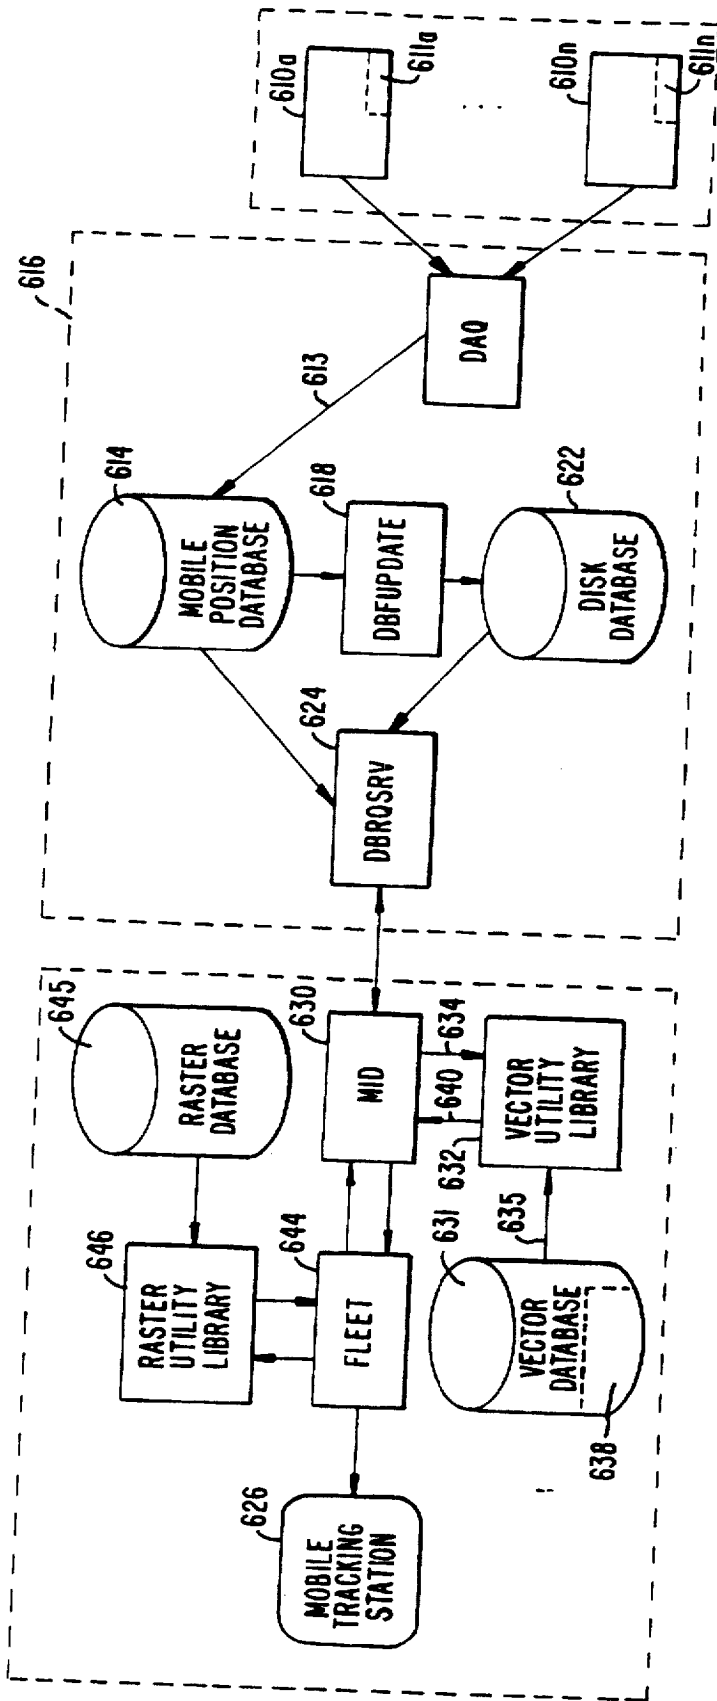 626
MOBILE
TRACKING
STATION
646
RASTER
UTILITY
LIBRARY
645
RASTER
DATABASE
644
FLEET
630
MID
634
640
632
VECTOR
UTILITY
LIBRARY
631
635
VECTOR
DATABASE
638
616
614
MOBILE
POSITION
DATABASE
613
618
DBFUPDATE
624
DBRQSRV
622
DISK
DATABASE
DAQ
610a
611a
. . .
610n
611n